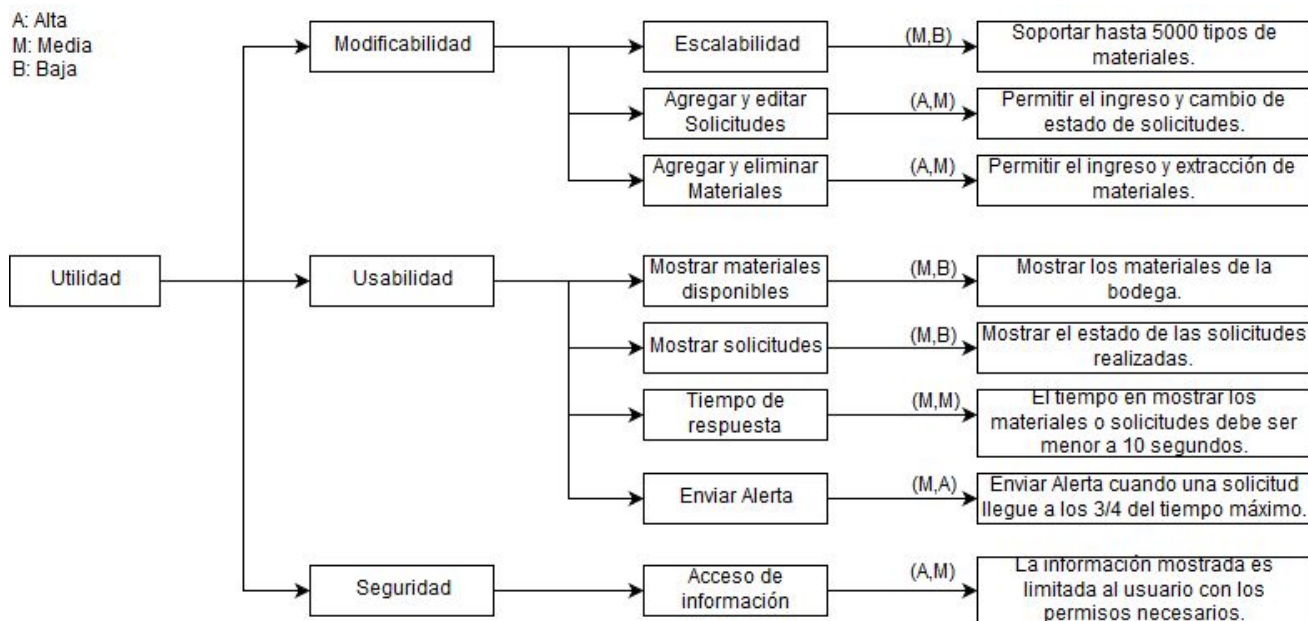 A: Alta
M: Media
B: Baja
Modificabilidad
Escalabilidad
(M,B)
Soportar hasta 5000 tipos de
materiales.
Agregar y editar
Solicitudes
(A,M)
Permitir el ingreso y cambio de
estado de solicitudes.
Agregar y eliminar
Materiales
(A,M)
Permitir el ingreso y extracción de
materiales.
Utilidad
Usabilidad
Mostrar materiales
disponibles
(M,B)
Mostrar los materiales de la
bodega.
Mostrar solicitudes
(M,B)
Mostrar el estado de las solicitudes
realizadas.
Tiempo de
respuesta
(M,M)
El tiempo en mostrar los
materiales o solicitudes debe ser
menor a 10 segundos.
Enviar Alerta
(M,A)
Enviar Alerta cuando una solicitud
llegue a los 3/4 del tiempo máximo.
Seguridad
Acceso de
información
(A,M)
La información mostrada es
limitada al usuario con los
permisos necesarios.